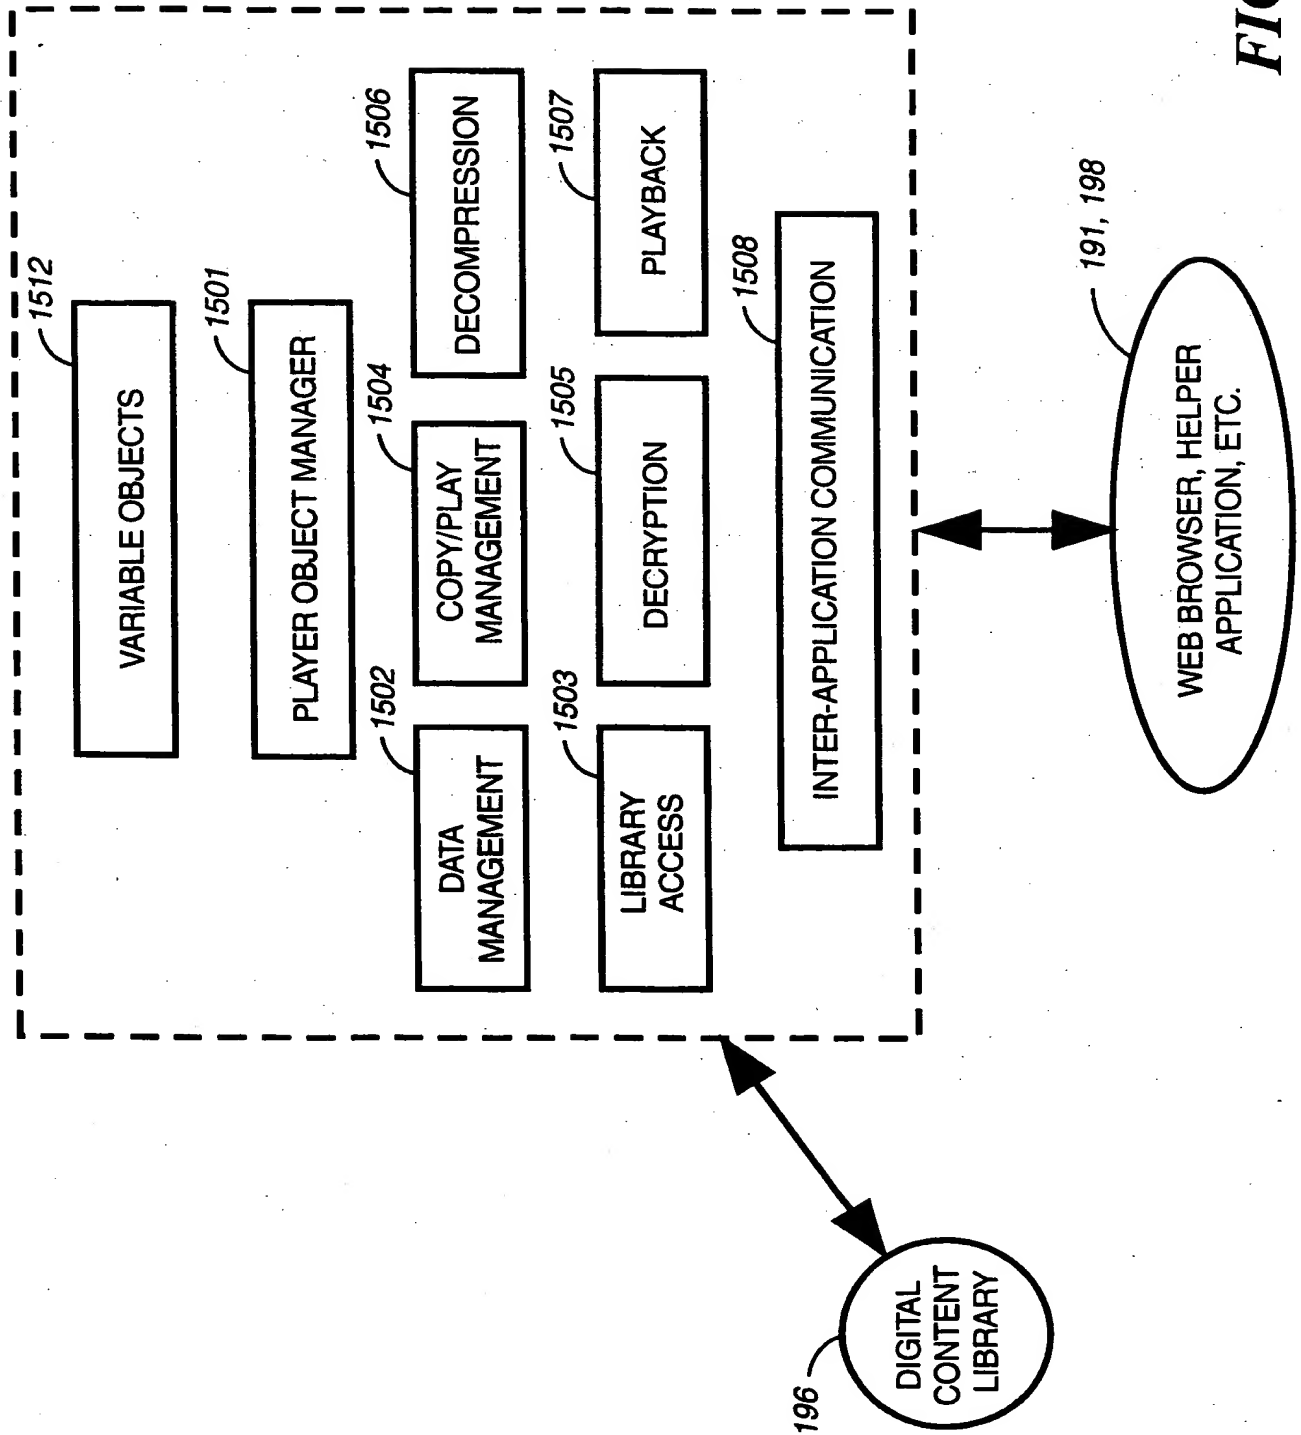 1512
VARIABLE OBJECTS
1501
PLAYER OBJECT MANAGER
1502
DATA
MANAGEMENT
1504
COPY/PLAY
MANAGEMENT
1506
DECOMPRESSION
1503
LIBRARY
ACCESS
1505
DECRYPTION
1507
PLAYBACK
1508
INTER-APPLICATION COMMUNICATION
196
DIGITAL
CONTENT
LIBRARY
191, 198
WEB BROWSER, HELPER
APPLICATION, ETC.